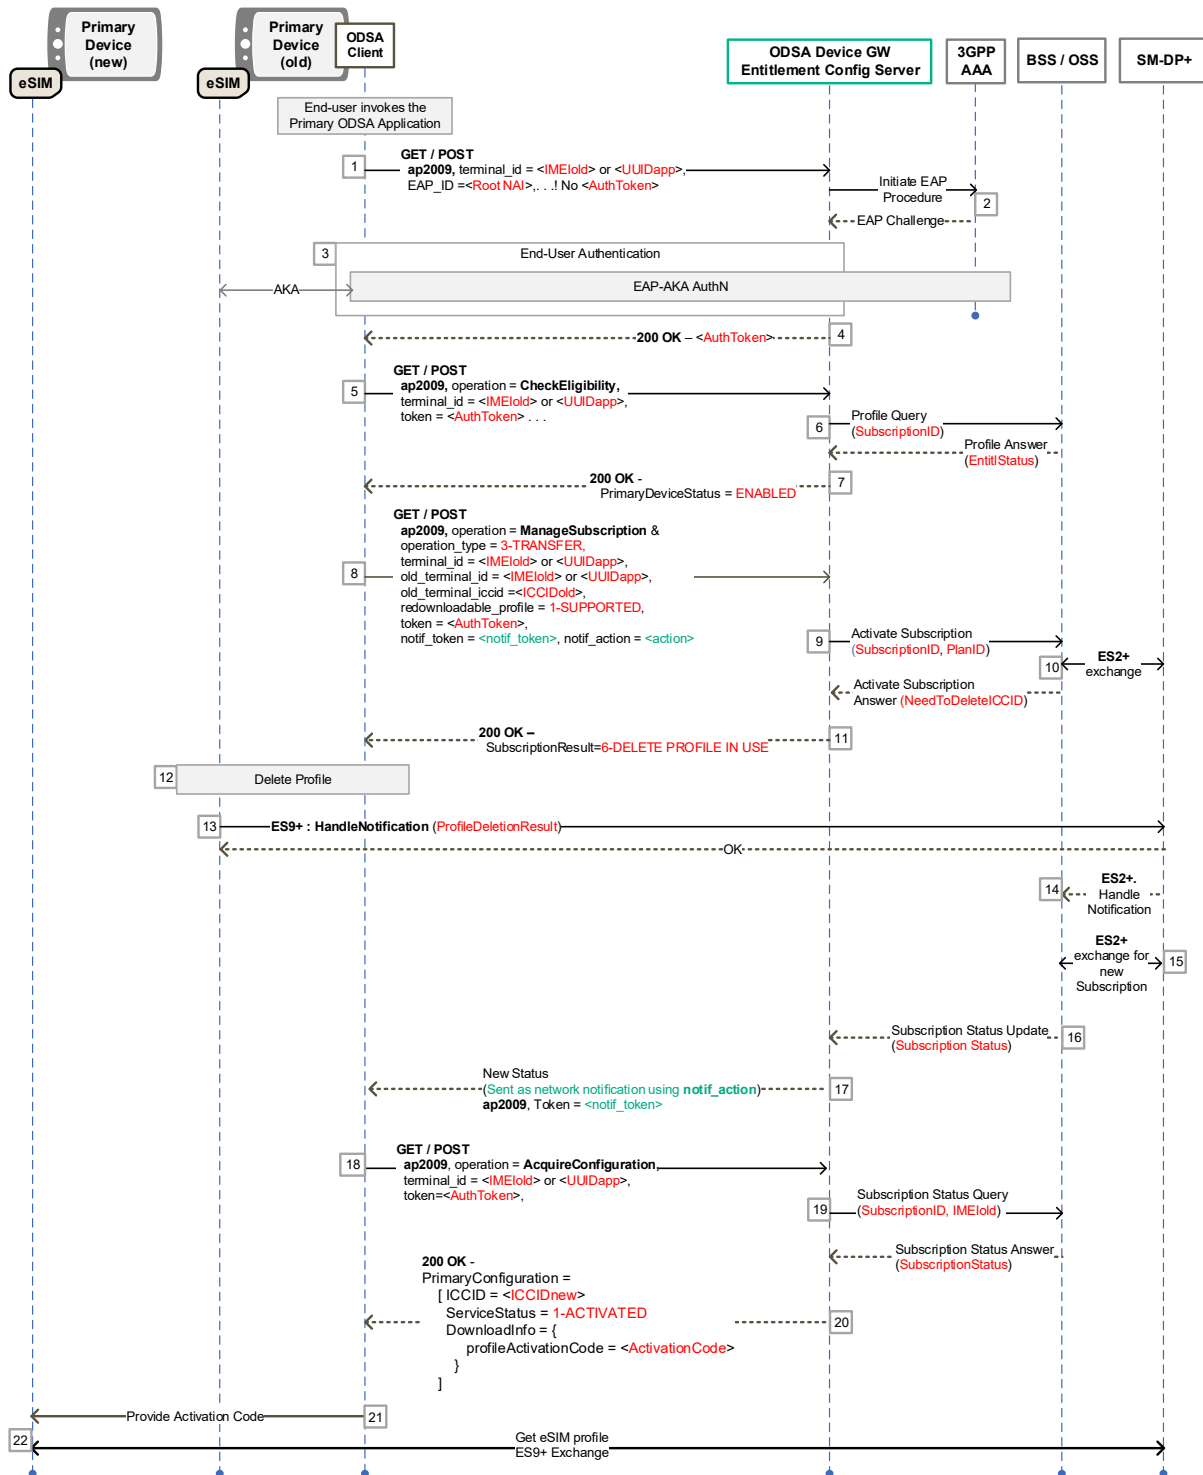 Primary
Device
(new)
eSIM
Primary
Device
(old)
eSIM
ODSA
Client
ODSA Device GW
Entitlement Config Server
3GPP
AAA
BSS / OSS
SM-DP+
End-user invokes the
Primary ODSA Application
1
GET / POST
ap2009, terminal_id = <IMEIold> or <UUIDapp>,
EAP_ID =<Root NAI>,. . .! No <AuthToken>
Initiate EAP
Procedure
2
EAP Challenge
3
End-User Authentication
AKA
EAP-AKA AuthN
200 OK – <AuthToken>
4
5
GET / POST
ap2009, operation = CheckEligibility,
terminal_id = <IMEIold> or <UUIDapp>,
token = <AuthToken> . . .
6
Profile Query
(SubscriptionID)
Profile Answer
(EntitlStatus)
200 OK -
PrimaryDeviceStatus = ENABLED
7
8
GET / POST
ap2009, operation = ManageSubscription &
operation_type = 3-TRANSFER,
terminal_id = <IMEIold> or <UUIDapp>,
old_terminal_id = <IMEIold> or <UUIDapp>,
old_terminal_iccid =<ICCIDold>,
redownloadable_profile = 1-SUPPORTED,
token = <AuthToken>,
notif_token = <notif_token>, notif_action = <action>
9
Activate Subscription
(SubscriptionID, PlanID)
10
ES2+
exchange
Activate Subscription
Answer (NeedToDeleteICCID)
200 OK –
SubscriptionResult=6-DELETE PROFILE IN USE
11
12
Delete Profile
13
ES9+ : HandleNotification (ProfileDeletionResult)
OK
14
ES2+.
Handle
Notification
ES2+
exchange for
new
Subscription
15
Subscription Status Update
(Subscription Status)
16
New Status
(Sent as network notification using notif_action)
ap2009, Token = <notif_token>
17
18
GET / POST
ap2009, operation = AcquireConfiguration,
terminal_id = <IMEIold> or <UUIDapp>,
token=<AuthToken>,
19
Subscription Status Query
(SubscriptionID, IMEIold)
Subscription Status Answer
(SubscriptionStatus)
200 OK -
PrimaryConfiguration =
[ ICCID = <ICCIDnew>
ServiceStatus = 1-ACTIVATED
DownloadInfo = {
profileActivationCode = <ActivationCode>
}
]
20
Provide Activation Code
21
22
Get eSIM profile
ES9+ Exchange